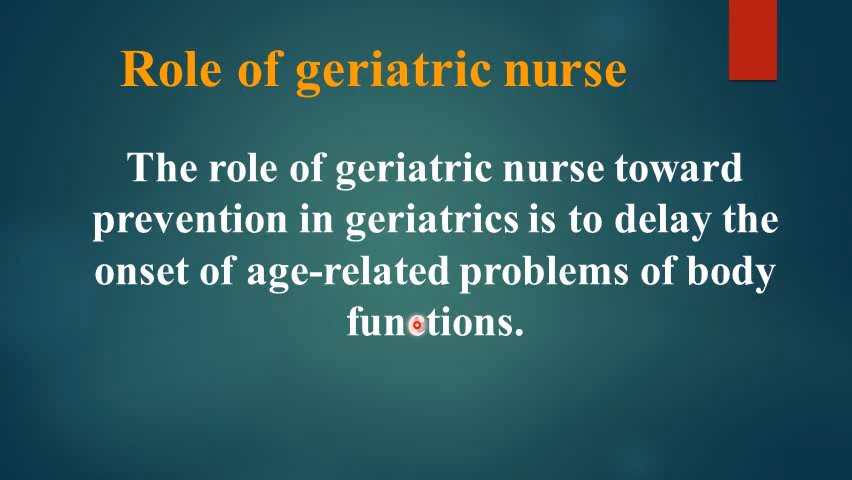 Role of geriatric nurse
The role of geriatric nurse toward
prevention in geriatrics is to delay the
onset of age-related problems of body
functions.